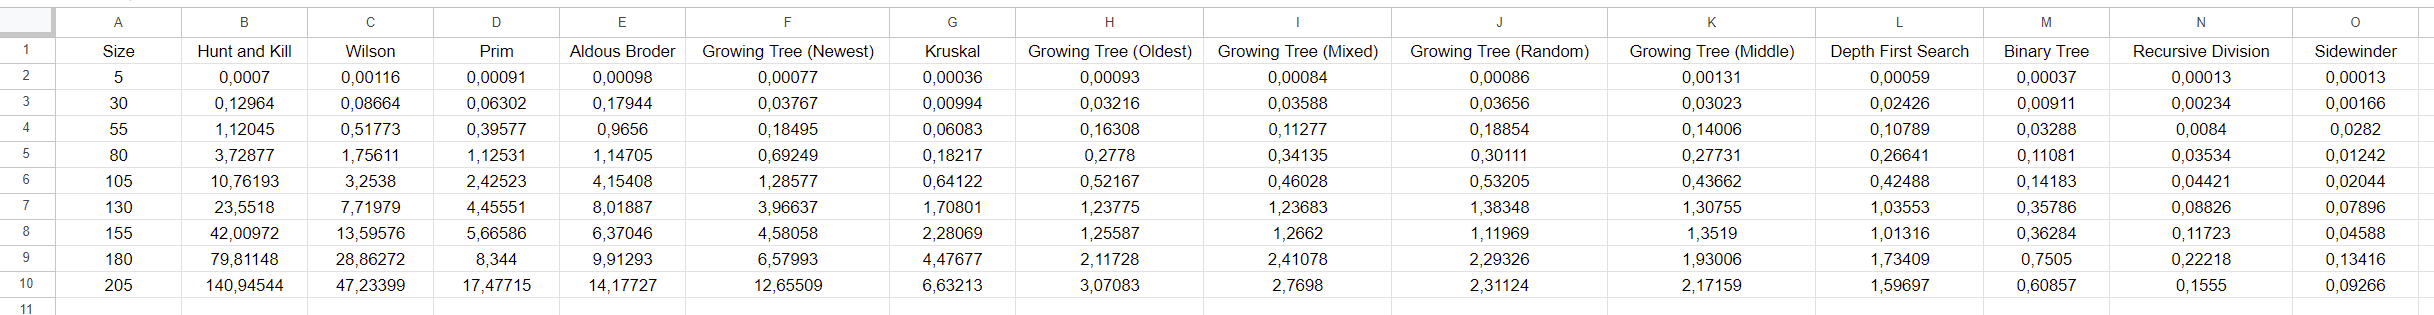 A B C D E F G H I J K L M N O
1 Size Hunt and Kill Wilson Prim Aldous Broder Growing Tree (Newest) Kruskal Growing Tree (Oldest) Growing Tree (Mixed) Growing Tree (Random) Growing Tree (Middle) Depth First Search Binary Tree Recursive Division Sidewinder
2 5 0,0007 0,00116 0,00091 0,00098 0,00077 0,00036 0,00093 0,00084 0,00086 0,00131 0,00059 0,00037 0,00013 0,00013
3 30 0,12964 0,08664 0,06302 0,17944 0,03767 0,00994 0,03216 0,03588 0,03656 0,03023 0,02426 0,00911 0,00234 0,00166
4 55 1,12045 0,51773 0,39577 0,9656 0,18495 0,06083 0,16308 0,11277 0,18854 0,14006 0,10789 0,03288 0,0084 0,0282
5 80 3,72877 1,75611 1,12531 1,14705 0,69249 0,18217 0,2778 0,34135 0,30111 0,27731 0,26641 0,11081 0,03534 0,01242
6 105 10,76193 3,2538 2,42523 4,15408 1,28577 0,64122 0,52167 0,46028 0,53205 0,43662 0,42488 0,14183 0,04421 0,02044
7 130 23,5518 7,71979 4,45551 8,01887 3,96637 1,70801 1,23775 1,23683 1,38348 1,30755 1,03553 0,35786 0,08826 0,07896
8 155 42,00972 13,59576 5,66586 6,37046 4,58058 2,28069 1,25587 1,2662 1,11969 1,3519 1,01316 0,36284 0,11723 0,04588
9 180 79,81148 28,86272 8,344 9,91293 6,57993 4,47677 2,11728 2,41078 2,29326 1,93006 1,73409 0,7505 0,22218 0,13416
10 205 140,94544 47,23399 17,47715 14,17727 12,65509 6,63213 3,07083 2,7698 2,31124 2,17159 1,59697 0,60857 0,1555 0,09266
11